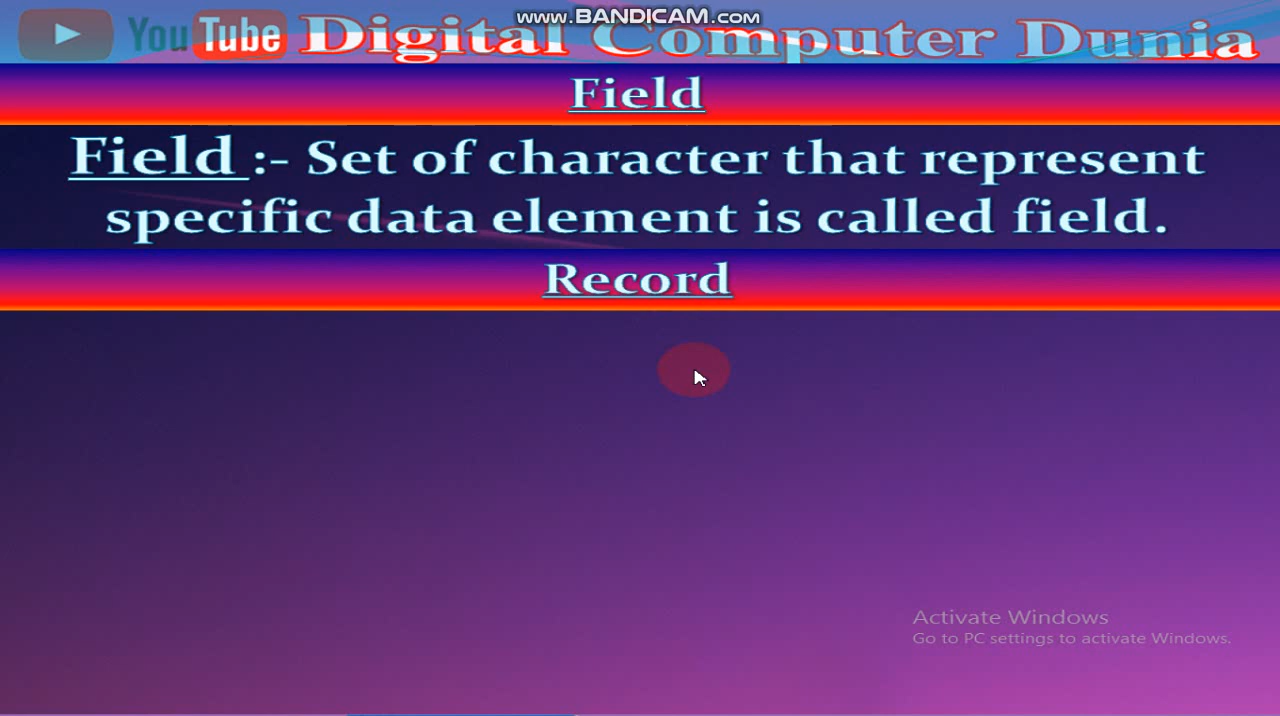 www.BANDICAM.com
YouTube Digital Computer Dunia
Field
Field :- Set of character that represent
specific data element is called field.
Record
Activate Windows
Go to PC settings to activate Windows.